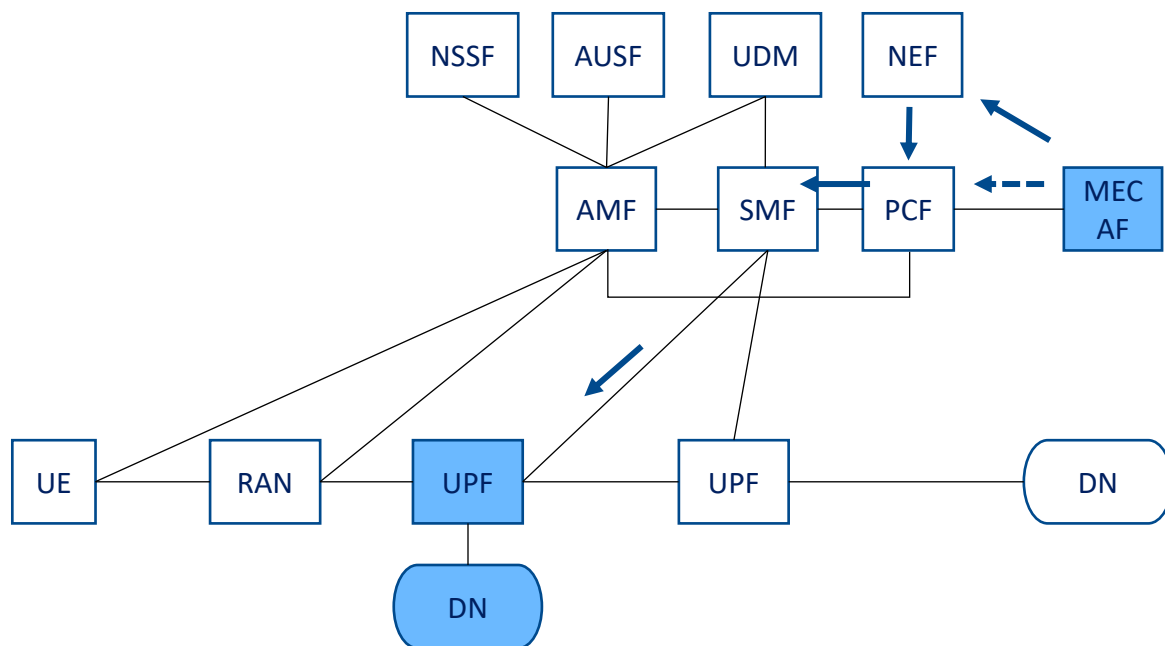 NSSF
AUSF
UDM
NEF
AMF
SMF
PCF
MEC
AF
UE
RAN
UPF
UPF
DN
DN